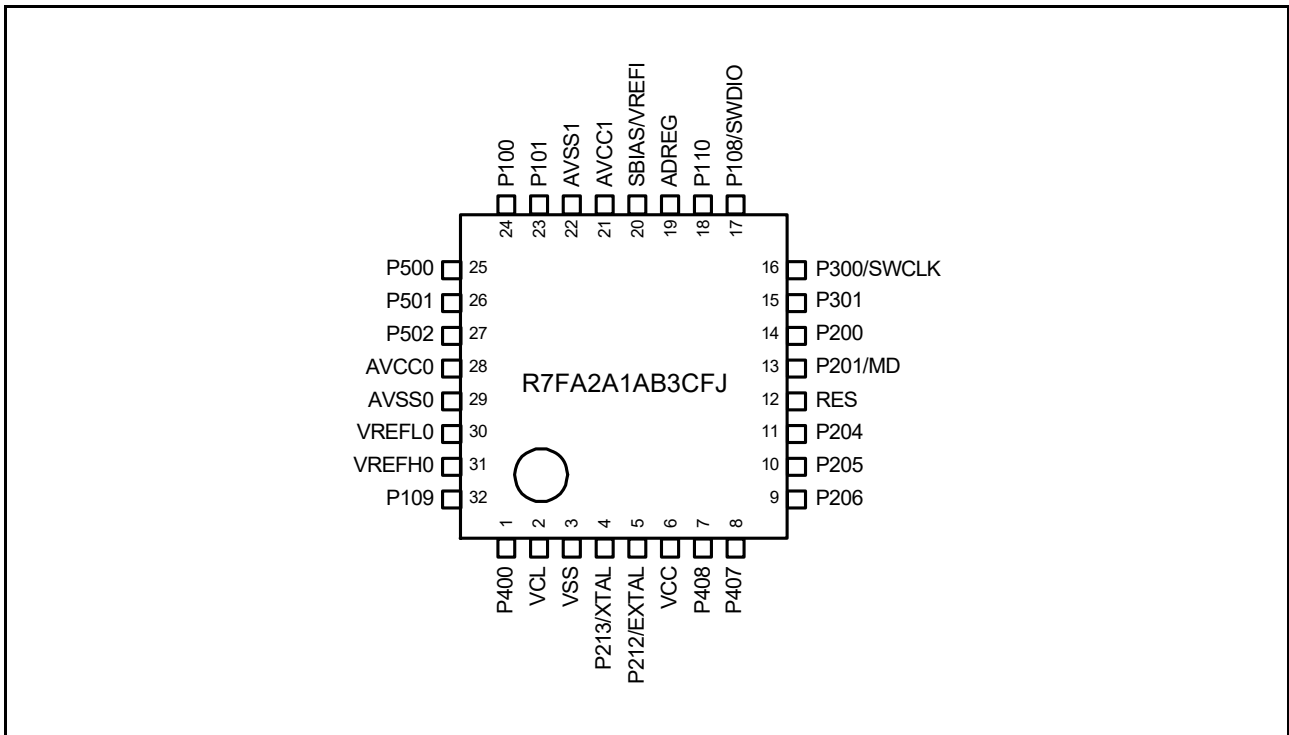 P100
P101
AVSS1
AVCC1
SBIAS/VREFI
ADREG
P110
P108/SWDIO
24
23
22
21
20
19
18
17
P500 25
P501 26
P502 27
AVCC0 28
AVSS0 29
VREFL0 30
VREFH0 31
P109 32
R7FA2A1AB3CFJ
16 P300/SWCLK
15 P301
14 P200
13 P201/MD
12 RES
11 P204
10 P205
9 P206
1
2
3
4
5
6
7
8
P400
VCL
VSS
P213/XTAL
P212/EXTAL
VCC
P408
P407